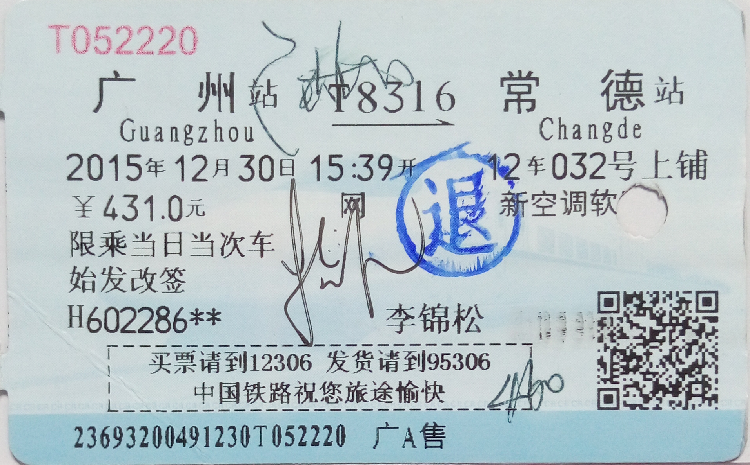 T052220
广 州站 T8316 常 德站
Guangzhou Changde
2015年12月30日 15:39开 12车032号上铺
￥431.0元 网 退 新空调软
限乘当日当次车
始发改签
H602286** 李锦松
买票请到12306 发货请到95306
中国铁路祝您旅途愉快
23693200491230T052220 广A售